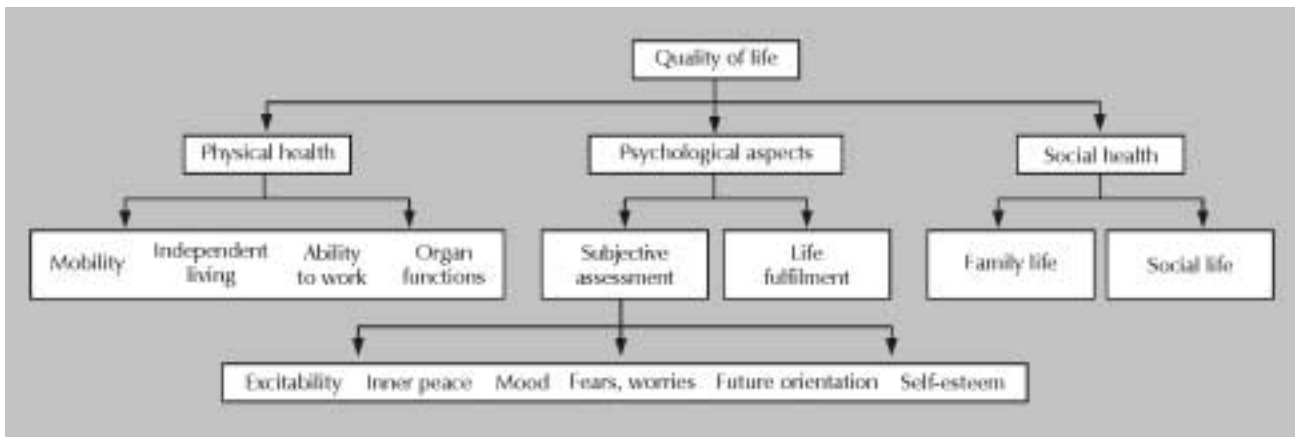 Quality of life
Physical health
Psychological aspects
Social health
Mobility
Independent
living
Ability
to work
Organ
functions
Subjective
assessment
Life
fulfilment
Family life
Social life
Excitability
Inner peace
Mood
Fears, worries
Future orientation
Self-esteem